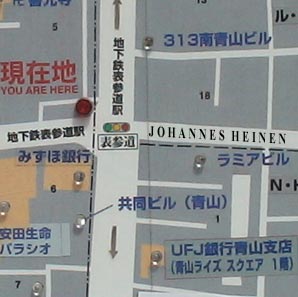 313南青山ビル
ル・
現在地
YOU ARE HERE
地下鉄表参道駅
18
地下鉄表参道駅
表参道
JOHANNES HEINEN
みずほ銀行
ラミアビル
6
N・H
共同ビル（青山）
1
安田生命
パラシオ
6
UFJ銀行青山支店
（青山ライズ スクエア 1階）